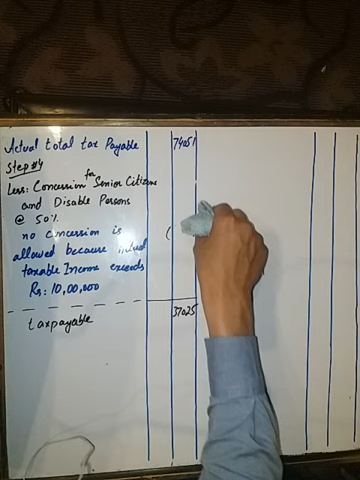 Actual total tax Payable 74051
Step #4
Less: Concession for Senior Citizens
and Disable Persons
@ 50%
no concession is (
allowed because
taxable Income exceeds
Rs: 10,00,000
taxpayable 37025